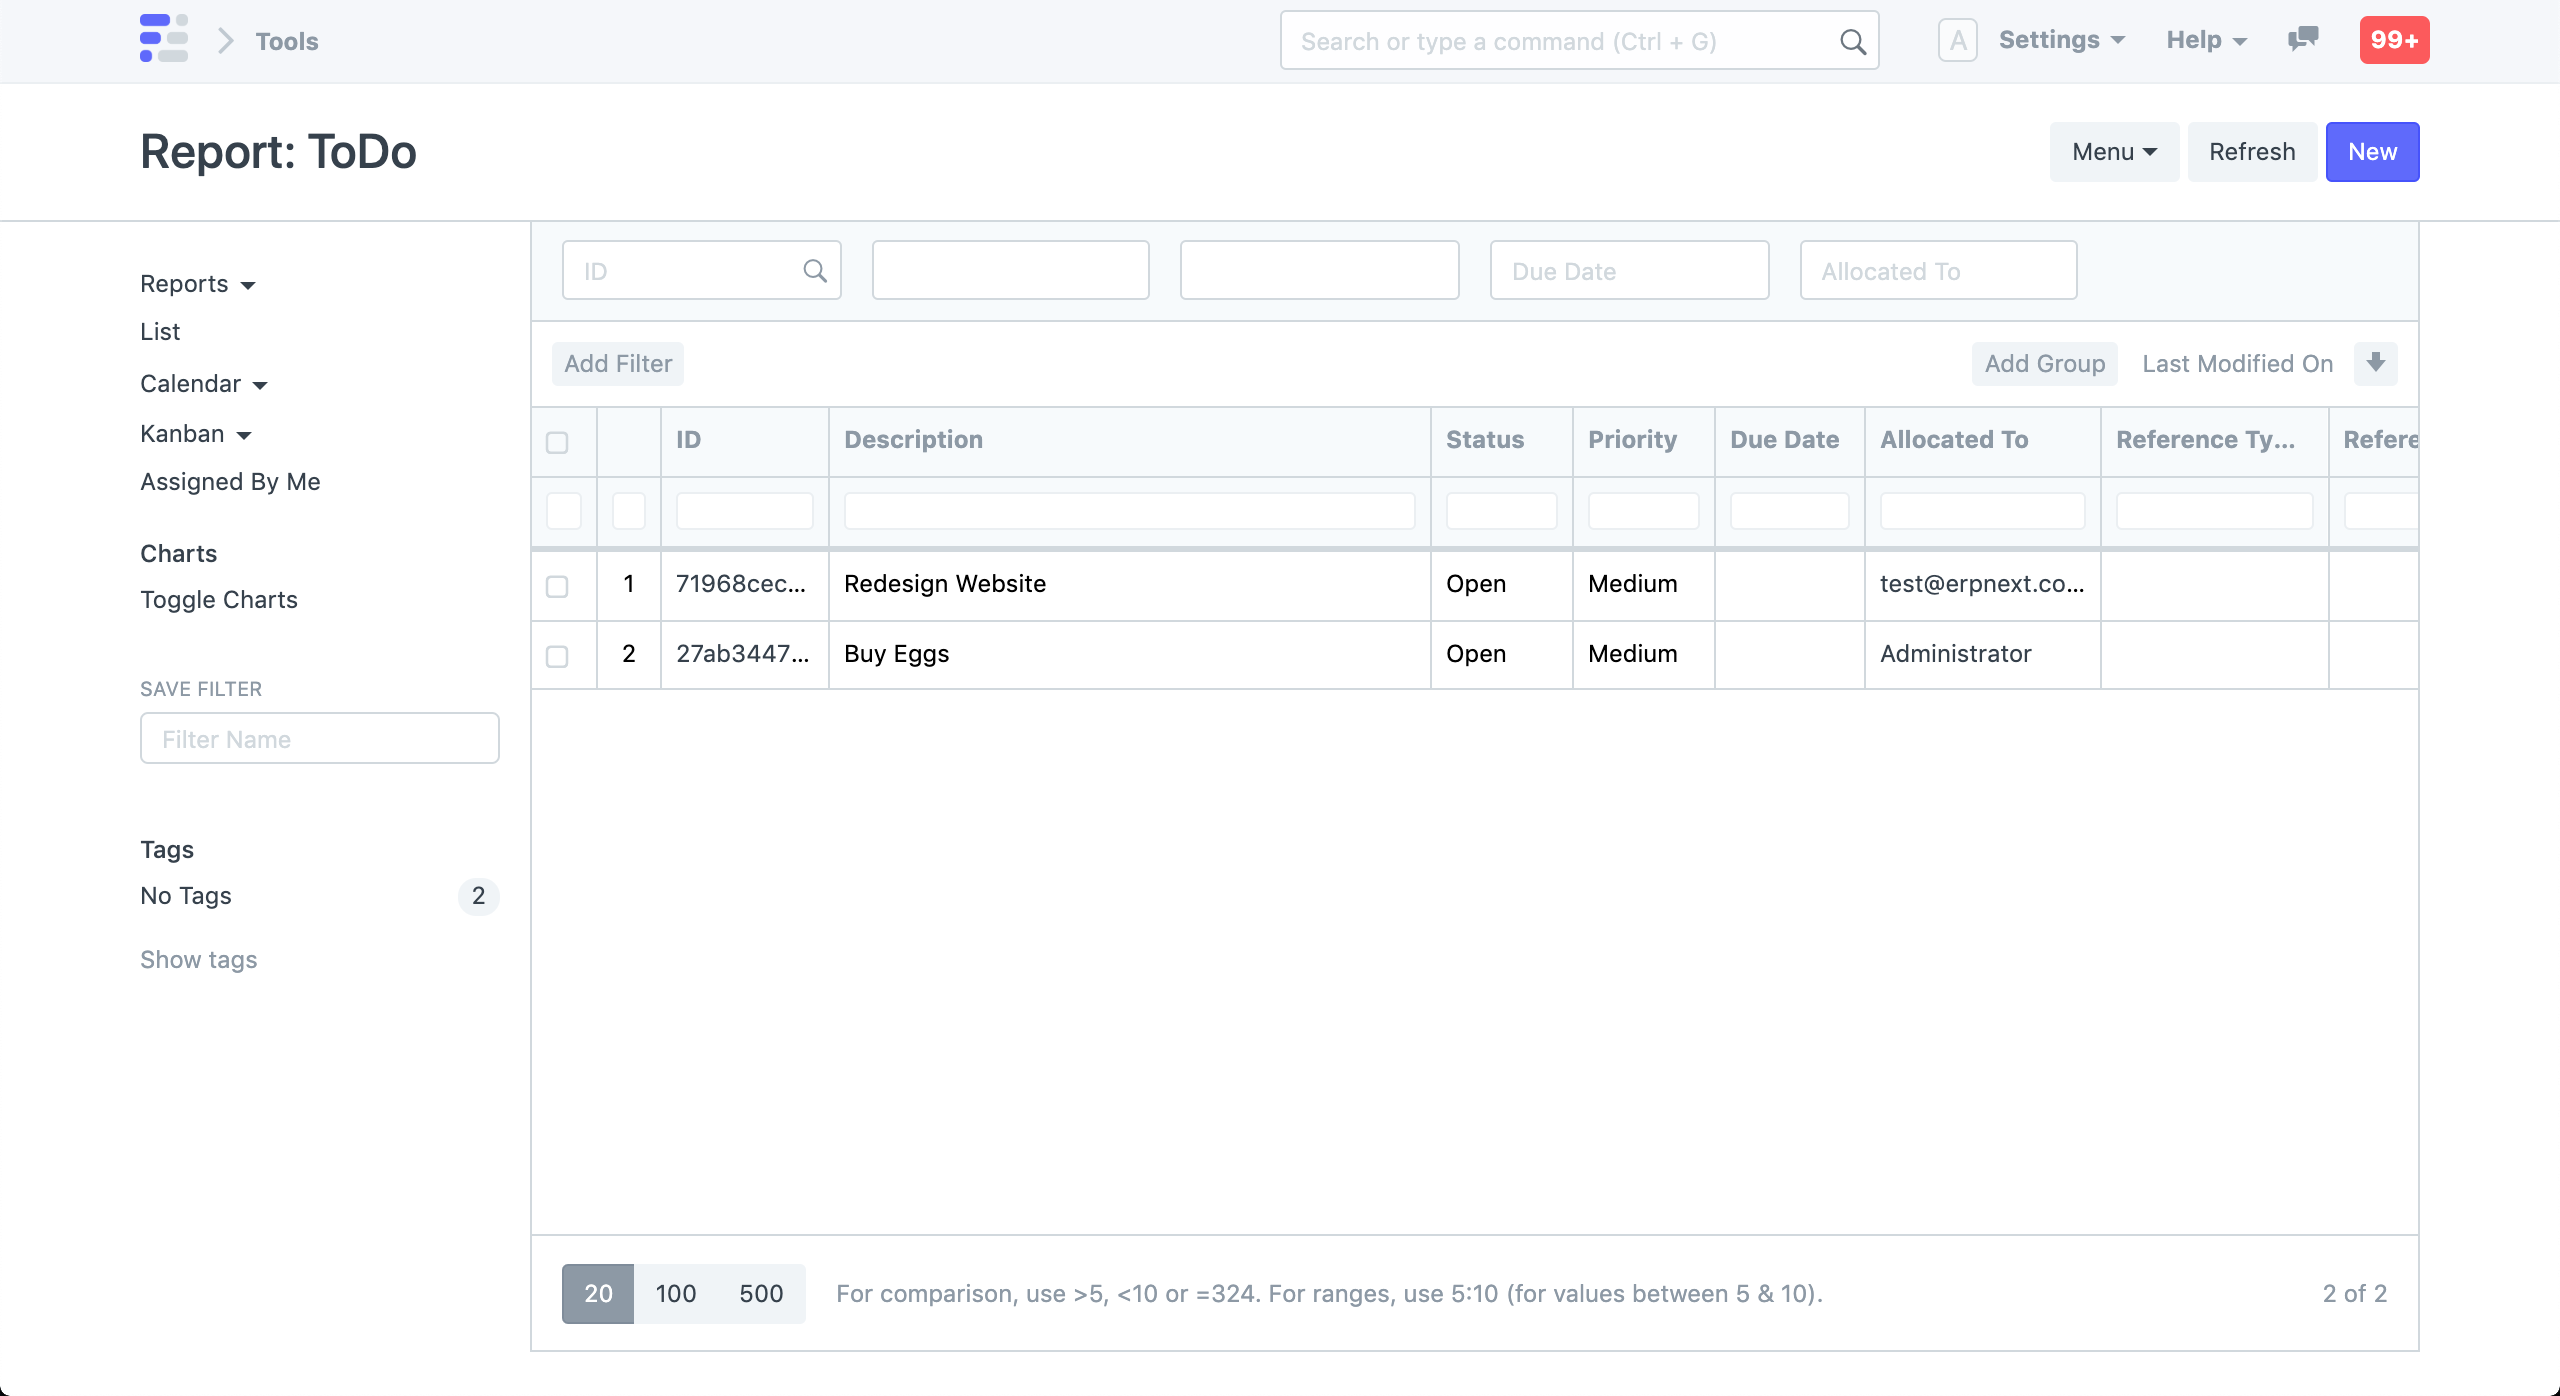 Tools
Search or type a command (Ctrl + G)
A
Settings
Help
99+
Report: ToDo
Menu
Refresh
New
Reports
List
Calendar
Kanban
Assigned By Me
Charts
Toggle Charts
SAVE FILTER
Filter Name
Tags
No Tags 2
Show tags
ID
Due Date
Allocated To
Add Filter
Add Group
Last Modified On
ID Description Status Priority Due Date Allocated To Reference Ty... Refere
1 71968cec... Redesign Website Open Medium test@erpnext.co...
2 27ab3447... Buy Eggs Open Medium Administrator
20 100 500
For comparison, use >5, <10 or =324. For ranges, use 5:10 (for values between 5 & 10).
2 of 2